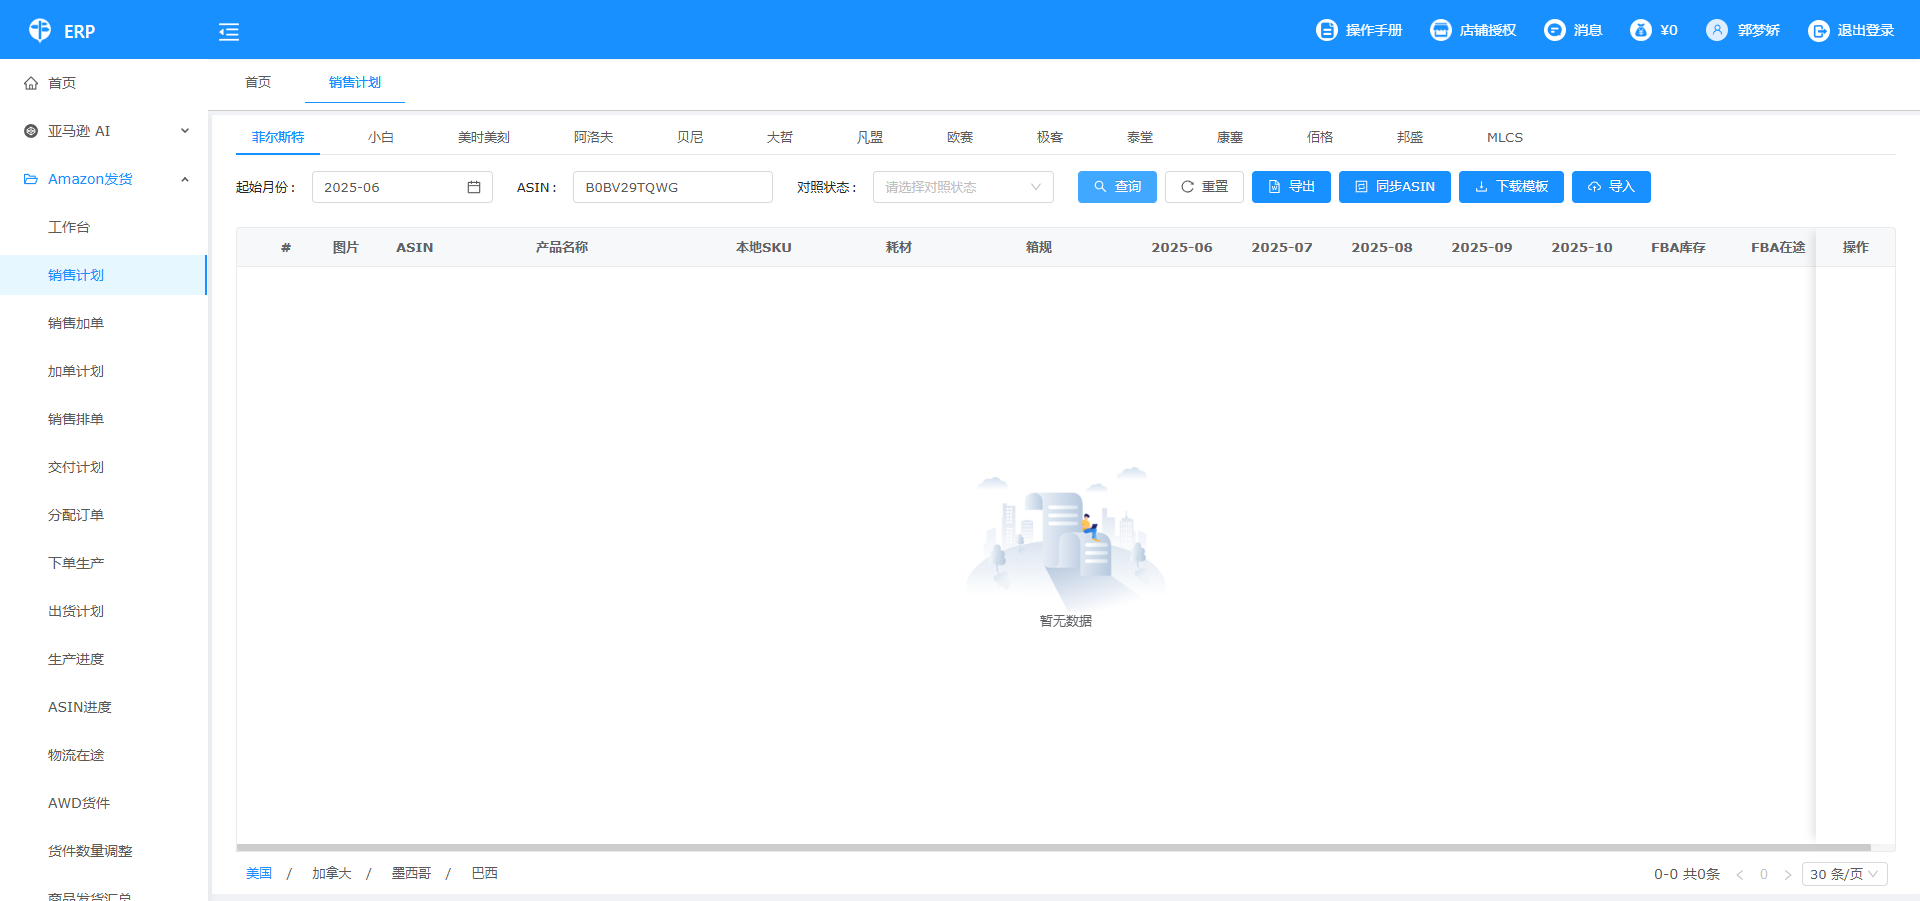 ERP
操作手册
店铺授权
消息
¥0
郭梦娇
退出登录
首页
亚马逊 AI
Amazon发货
工作台
销售计划
销售加单
加单计划
销售排单
交付计划
分配订单
下单生产
出货计划
生产进度
ASIN进度
物流在途
AWD货件
货件数量调整
商品发货汇总
首页
销售计划
菲尔斯特 小白 美时美刻 阿洛夫 贝尼 大哲 凡盟 欧赛 极客 泰堂 康塞 佰格 邦盛 MLCS
起始月份： 2025-06 ASIN： B0BV29TQWG 对照状态： 请选择对照状态 查询 重置 导出 同步ASIN 下载模板 导入
# 图片 ASIN 产品名称 本地SKU 耗材 箱规 2025-06 2025-07 2025-08 2025-09 2025-10 FBA库存 FBA在途 操作
暂无数据
美国 / 加拿大 / 墨西哥 / 巴西
0-0 共0条 < 0 > 30 条/页